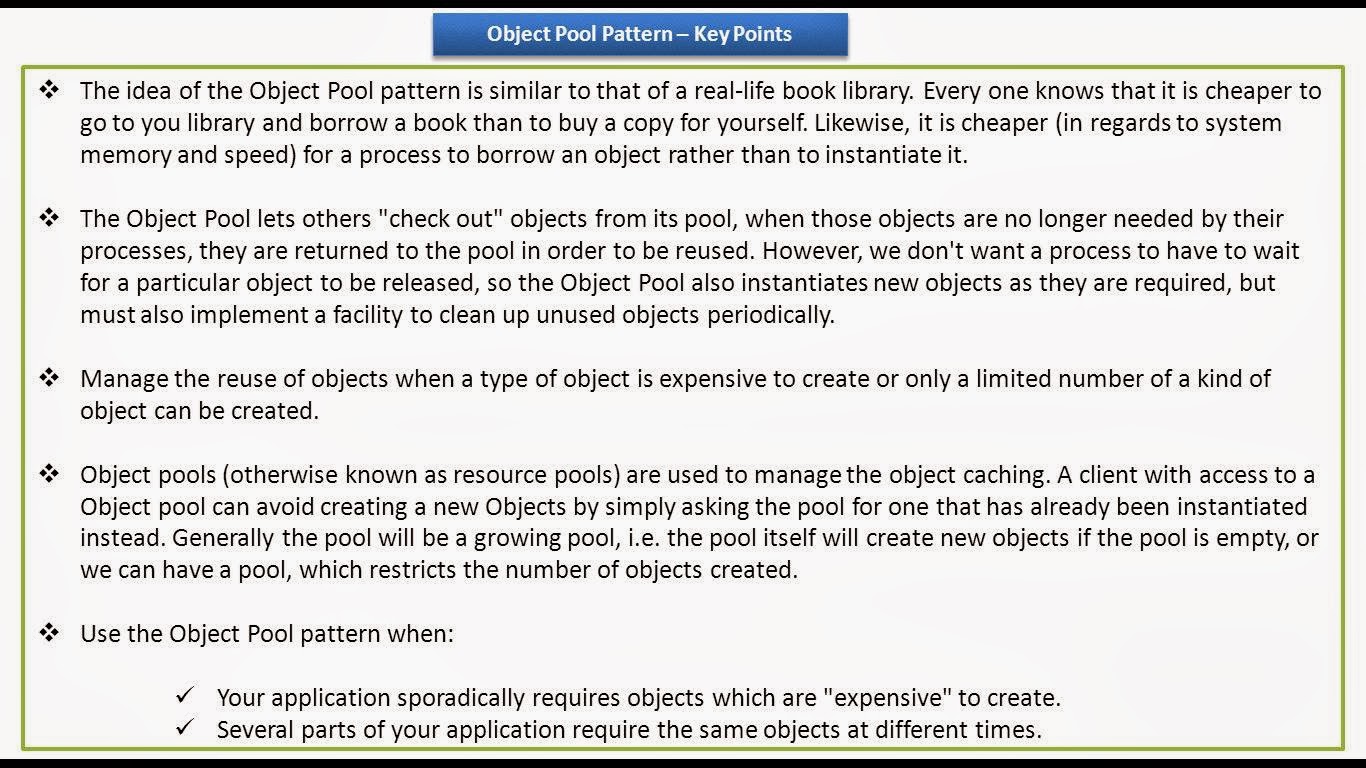 Object Pool Pattern – Key Points
❖ The idea of the Object Pool pattern is similar to that of a real-life book library. Every one knows that it is cheaper to
go to you library and borrow a book than to buy a copy for yourself. Likewise, it is cheaper (in regards to system
memory and speed) for a process to borrow an object rather than to instantiate it.
❖ The Object Pool lets others "check out" objects from its pool, when those objects are no longer needed by their
processes, they are returned to the pool in order to be reused. However, we don't want a process to have to wait
for a particular object to be released, so the Object Pool also instantiates new objects as they are required, but
must also implement a facility to clean up unused objects periodically.
❖ Manage the reuse of objects when a type of object is expensive to create or only a limited number of a kind of
object can be created.
❖ Object pools (otherwise known as resource pools) are used to manage the object caching. A client with access to a
Object pool can avoid creating a new Objects by simply asking the pool for one that has already been instantiated
instead. Generally the pool will be a growing pool, i.e. the pool itself will create new objects if the pool is empty, or
we can have a pool, which restricts the number of objects created.
❖ Use the Object Pool pattern when:
✓ Your application sporadically requires objects which are "expensive" to create.
✓ Several parts of your application require the same objects at different times.